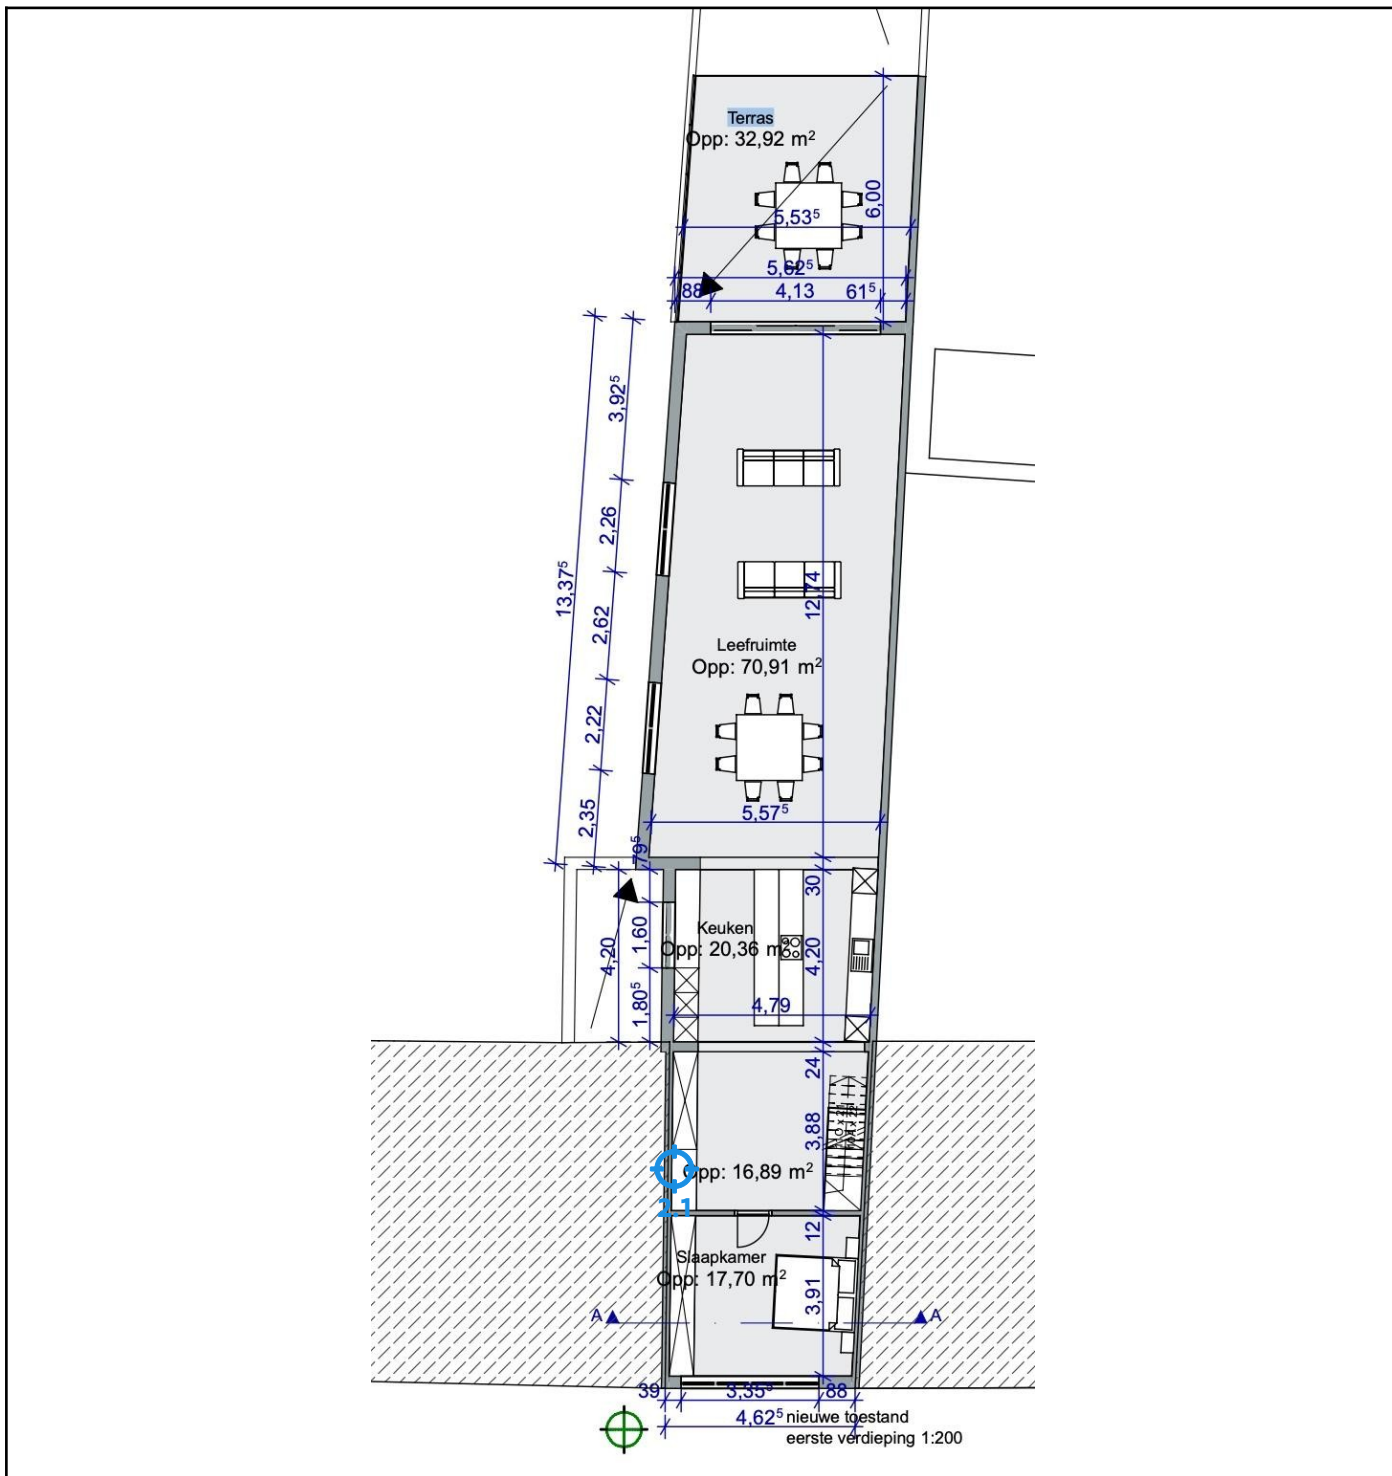 Terras
Opp: 32,92 m²
6,00
5,53⁵
5,62⁵
88
4,13
61⁵
3,92⁵
2,26
13,37⁵
2,62
12,74
Leefruimte
Opp: 70,91 m²
2,22
2,35
5,57⁵
79⁵
30
Keuken
Opp: 20,36 m²
4,20
1,60
4,20
1,80⁵
4,79
24
3,88
Opp: 16,89 m²
2.1
12
Slaapkamer
Opp: 17,70 m²
3,91
A
A
39
3,35⁵
88
4,62⁵
nieuwe toestand
eerste verdieping 1:200